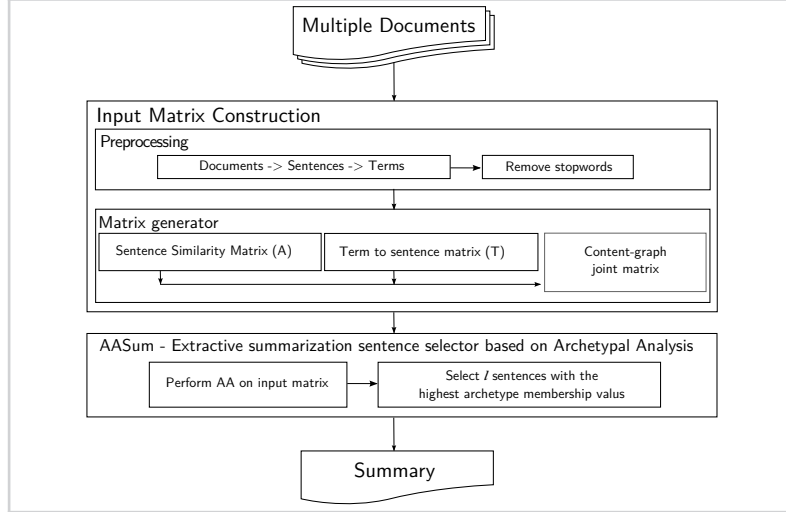 Multiple Documents
Input Matrix Construction
Preprocessing
Documents -> Sentences -> Terms
Remove stopwords
Matrix generator
Sentence Similarity Matrix (A)
Term to sentence matrix (T)
Content-graph
joint matrix
AASum - Extractive summarization sentence selector based on Archetypal Analysis
Perform AA on input matrix
Select l sentences with the
highest archetype membership valus
Summary